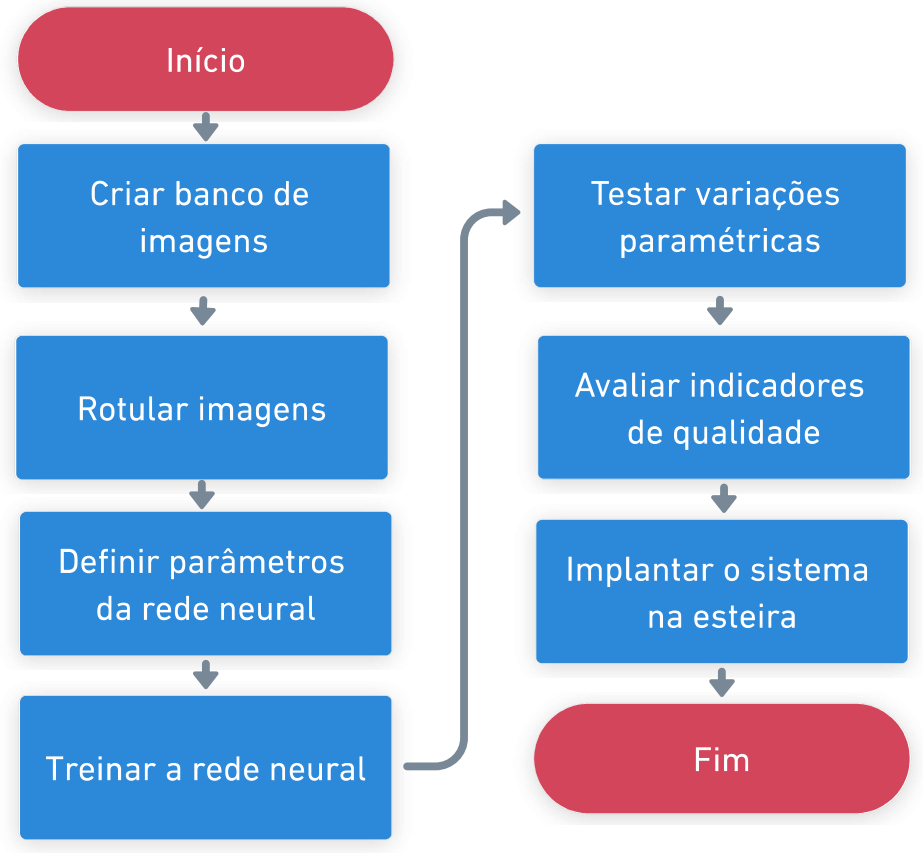 Início
Criar banco de
imagens
Rotular imagens
Definir parâmetros
da rede neural
Treinar a rede neural
Testar variações
paramétricas
Avaliar indicadores
de qualidade
Implantar o sistema
na esteira
Fim